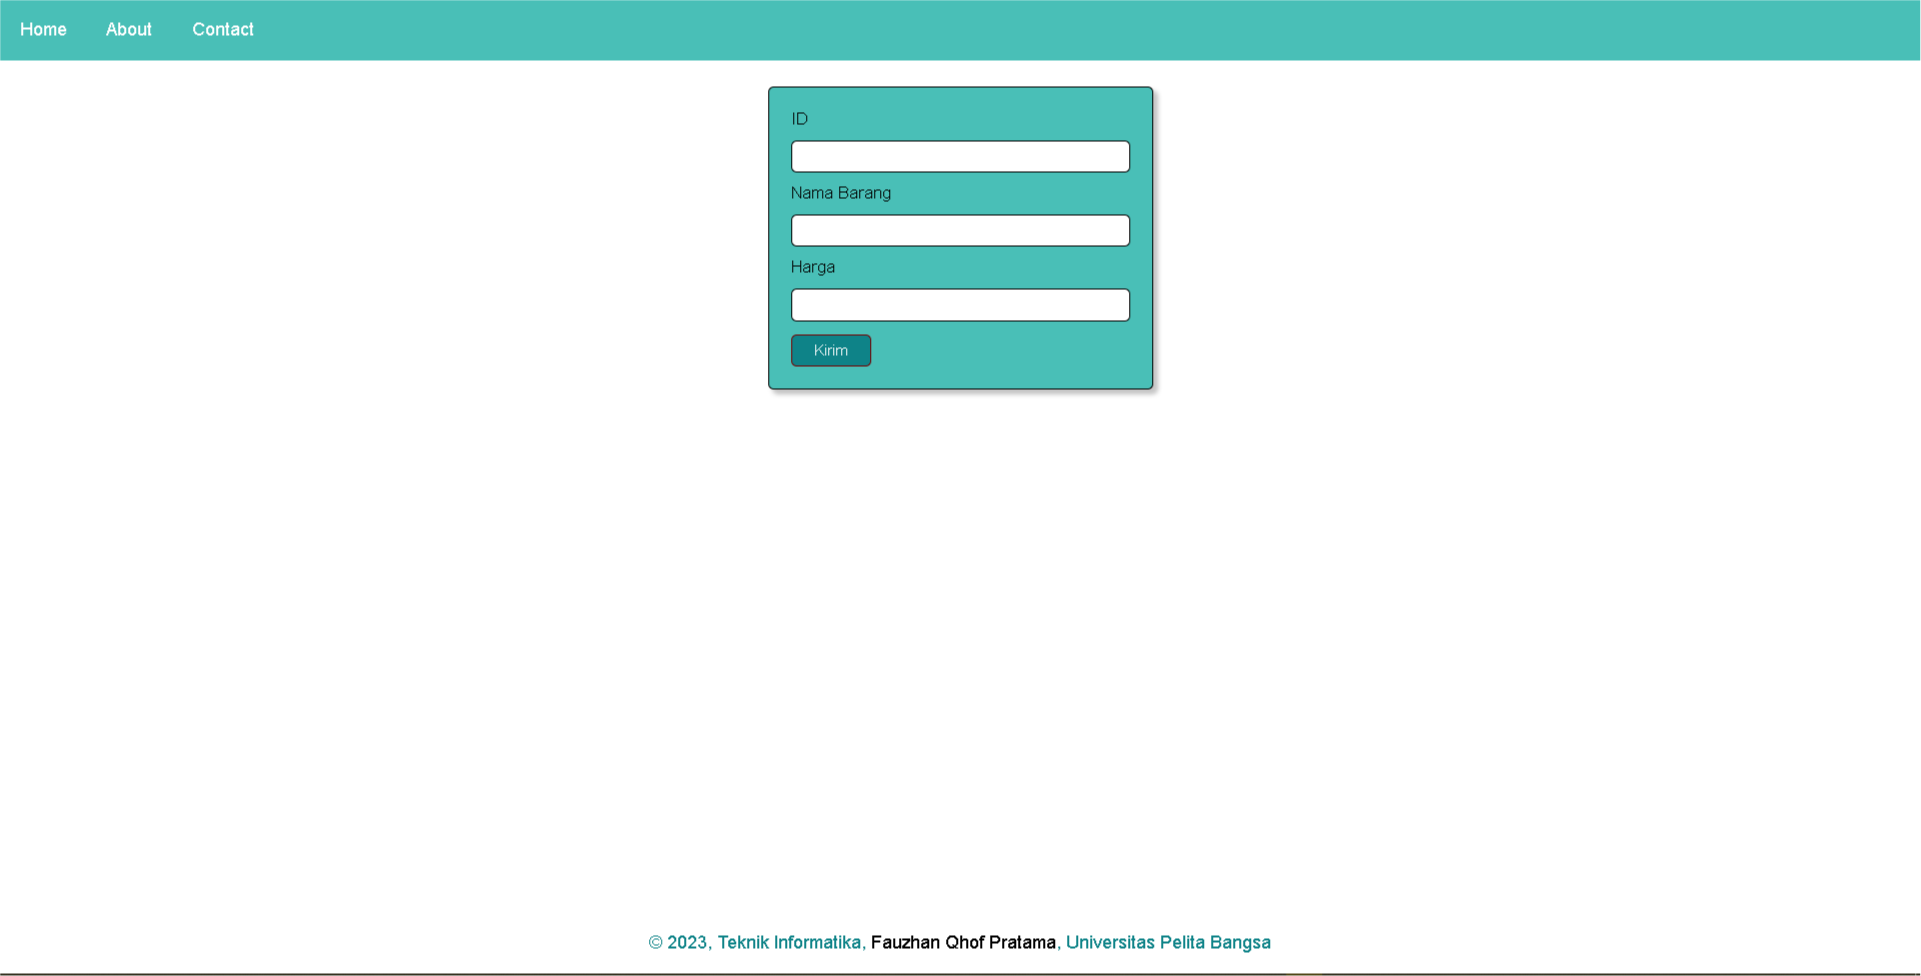 Home About Contact
ID
Nama Barang
Harga
Kirim
© 2023, Teknik Informatika, Fauzhan Qhof Pratama, Universitas Pelita Bangsa